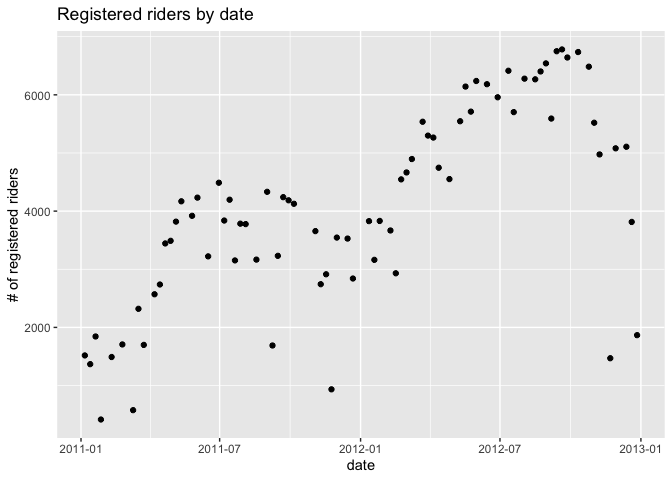 Registered riders by date
# of registered riders
6000
4000
2000
2011-01
2011-07
2012-01
2012-07
2013-01
date